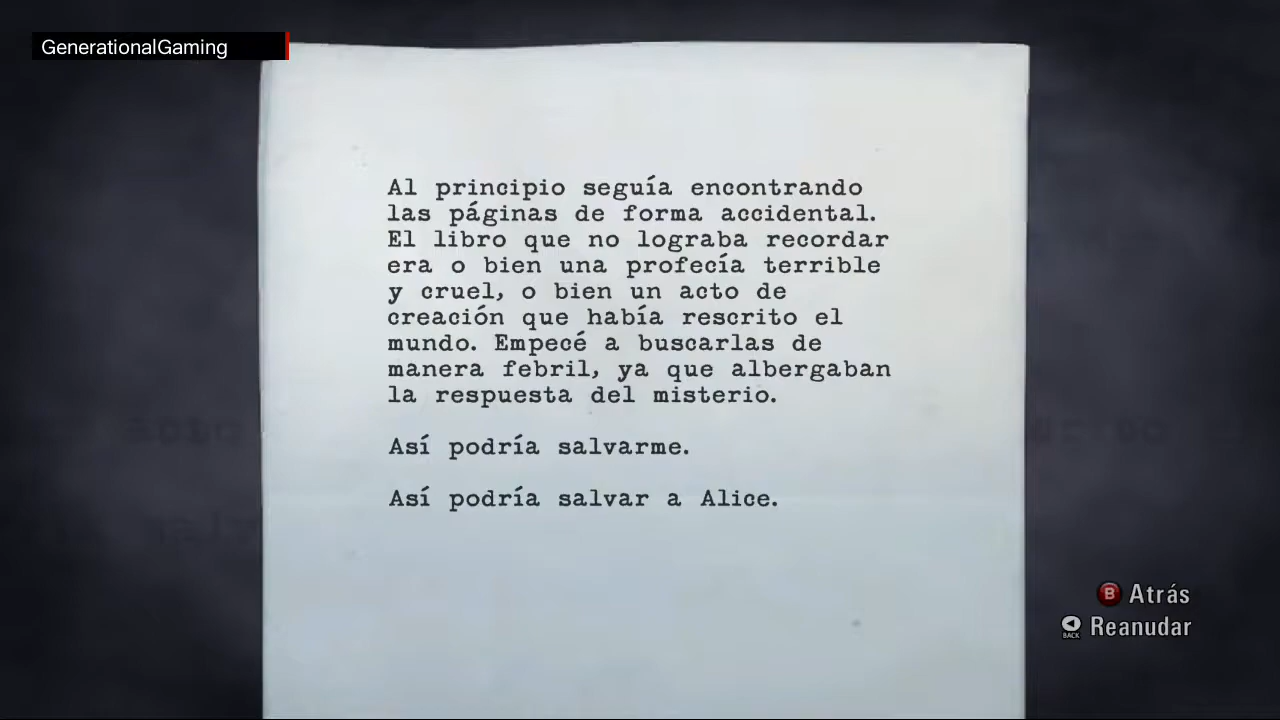 GenerationalGaming
Al principio seguía encontrando
las páginas de forma accidental.
El libro que no lograba recordar
era o bien una profecía terrible
y cruel, o bien un acto de
creación que había rescrito el
mundo. Empecé a buscarlas de
manera febril, ya que albergaban
la respuesta del misterio.
Así podría salvarme.
Así podría salvar a Alice.
B Atrás
BACK Reanudar